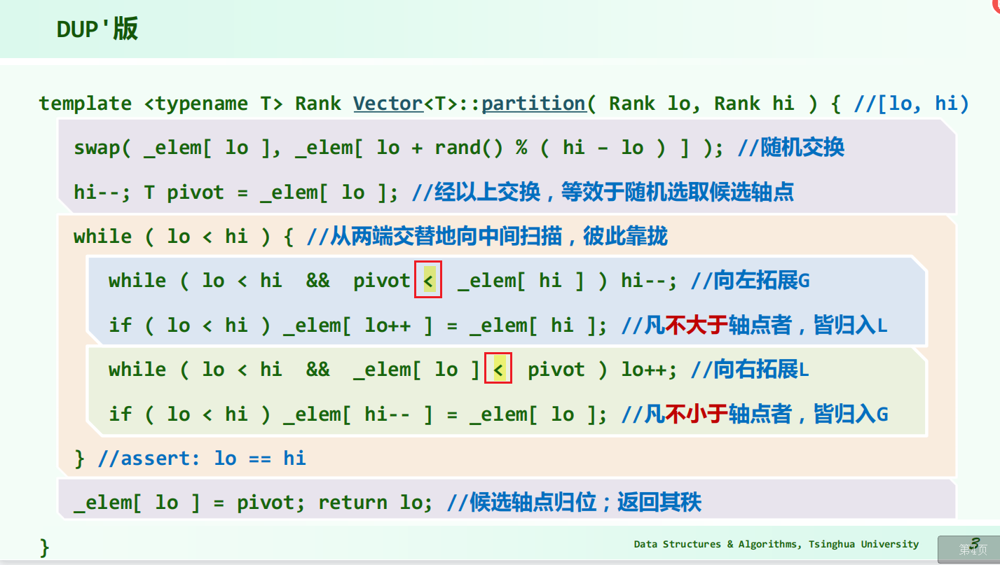 DUP'版
template <typename T> Rank Vector<T>::partition( Rank lo, Rank hi ) { //[lo, hi)
swap( _elem[ lo ], _elem[ lo + rand() % ( hi – lo ) ] ); //随机交换
hi--; T pivot = _elem[ lo ]; //经以上交换，等效于随机选取候选轴点
while ( lo < hi ) { //从两端交替地向中间扫描，彼此靠拢
while ( lo < hi && pivot < _elem[ hi ] ) hi--; //向左拓展G
if ( lo < hi ) _elem[ lo++ ] = _elem[ hi ]; //凡不大于轴点者，皆归入L
while ( lo < hi && _elem[ lo ] < pivot ) lo++; //向右拓展L
if ( lo < hi ) _elem[ hi-- ] = _elem[ lo ]; //凡不小于轴点者，皆归入G
} //assert: lo == hi
_elem[ lo ] = pivot; return lo; //候选轴点归位；返回其秩
}
Data Structures & Algorithms, Tsinghua University
3
第4页